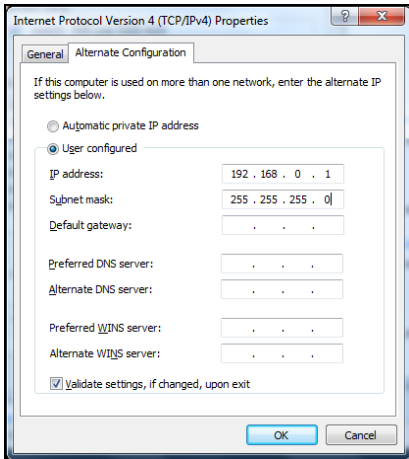 Internet Protocol Version 4 (TCP/IPv4) Properties
General Alternate Configuration
If this computer is used on more than one network, enter the alternate IP
settings below.
Automatic private IP address
User configured
IP address: 192 . 168 . 0 . 1
Subnet mask: 255 . 255 . 255 . 0
Default gateway: . . .
Preferred DNS server: . . .
Alternate DNS server: . . .
Preferred WINS server: . . .
Alternate WINS server: . . .
Validate settings, if changed, upon exit
OK Cancel